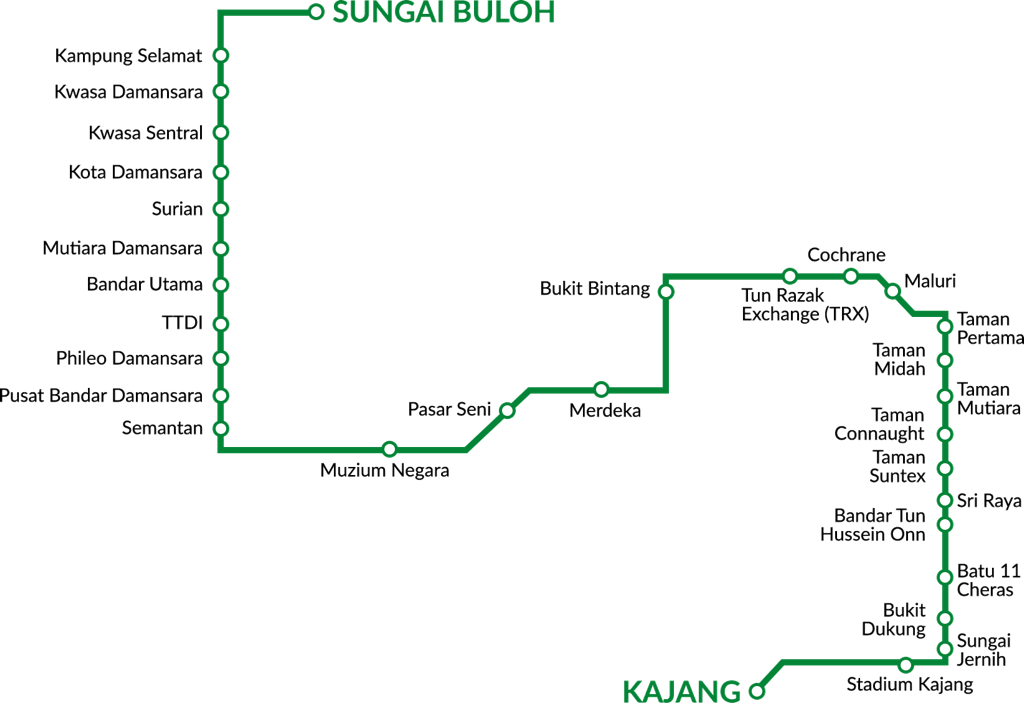 SUNGAI BULOH
Kampung Selamat
Kwasa Damansara
Kwasa Sentral
Kota Damansara
Surian
Mutiara Damansara
Bandar Utama
TTDI
Phileo Damansara
Pusat Bandar Damansara
Semantan
Muzium Negara
Pasar Seni
Merdeka
Bukit Bintang
Tun Razak
Exchange (TRX)
Cochrane
Maluri
Taman
Pertama
Taman
Midah
Taman
Mutiara
Taman
Connaught
Taman
Suntex
Sri Raya
Bandar Tun
Hussein Onn
Batu 11
Cheras
Bukit
Dukung
Sungai
Jernih
Stadium Kajang
KAJANG